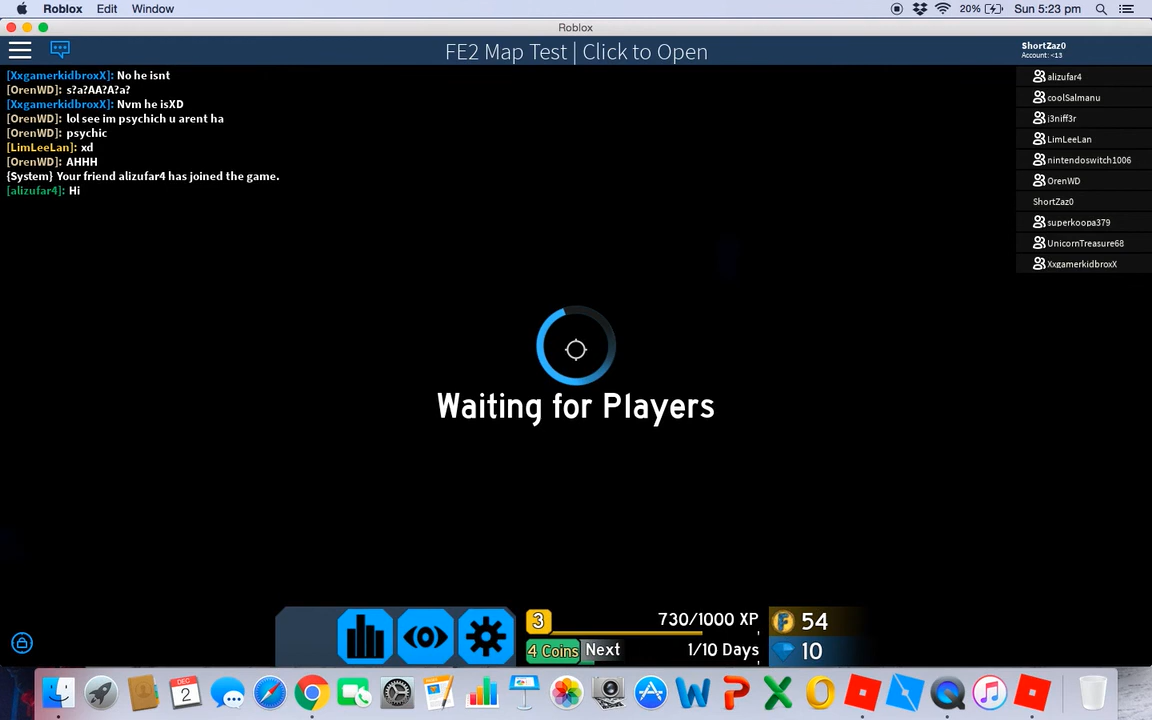 Roblox Edit Window 20% Sun 5:23 pm
Roblox
FE2 Map Test | Click to Open
ShortZaz0
Account: <13
[XxgamerkidbroxX]: No he isnt
[OrenWD]: s?a?AA?A?a?
[XxgamerkidbroxX]: Nvm he isXD
[OrenWD]: lol see im psychich u arent ha
[OrenWD]: psychic
[LimLeeLan]: xd
[OrenWD]: AHHH
{System} Your friend alizufar4 has joined the game.
[alizufar4]: Hi
alizufar4
coolSalmanu
j3niff3r
LimLeeLan
nintendoswitch1006
OrenWD
ShortZaz0
superkoopa379
UnicornTreasure68
XxgamerkidbroxX
Waiting for Players
3 730/1000 XP
4 Coins Next 1/10 Days
54
10
DEC
2